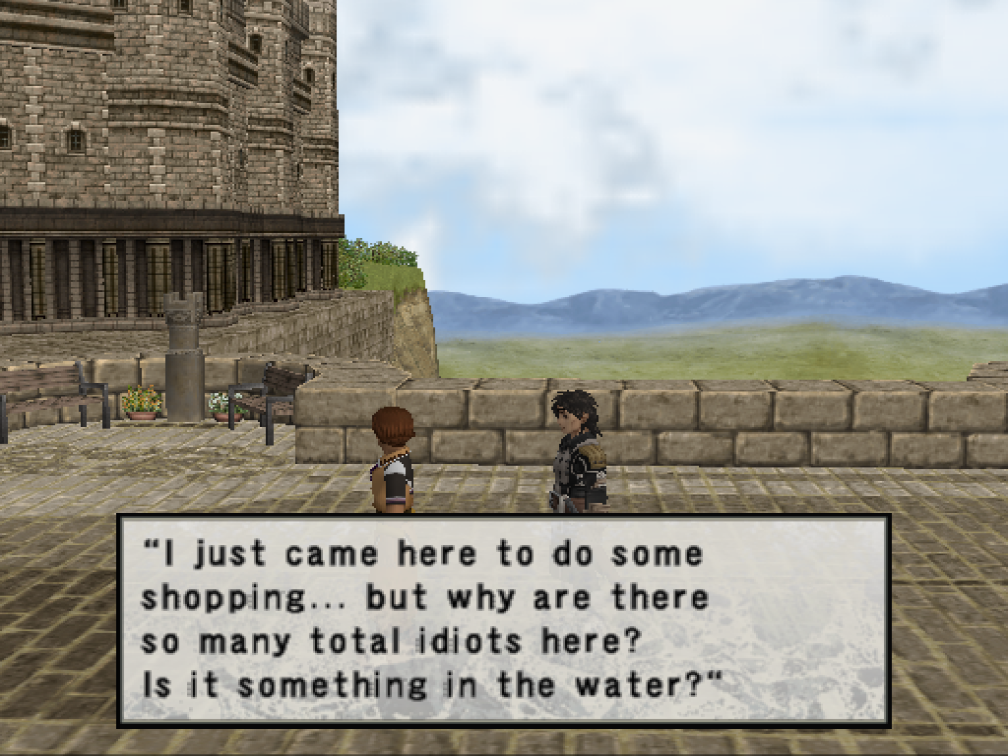 “I just came here to do some
shopping... but why are there
so many total idiots here?
Is it something in the water?“